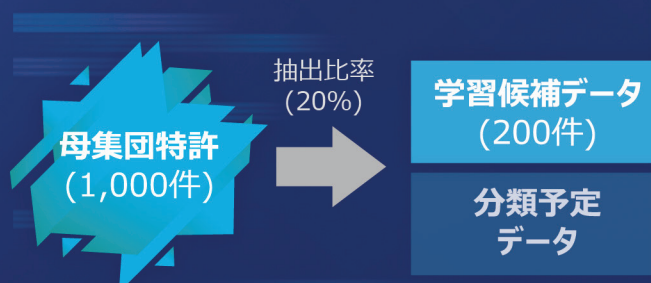 母集団特許
(1,000件)
抽出比率
(20%)
学習候補データ
(200件)
分類予定
データ